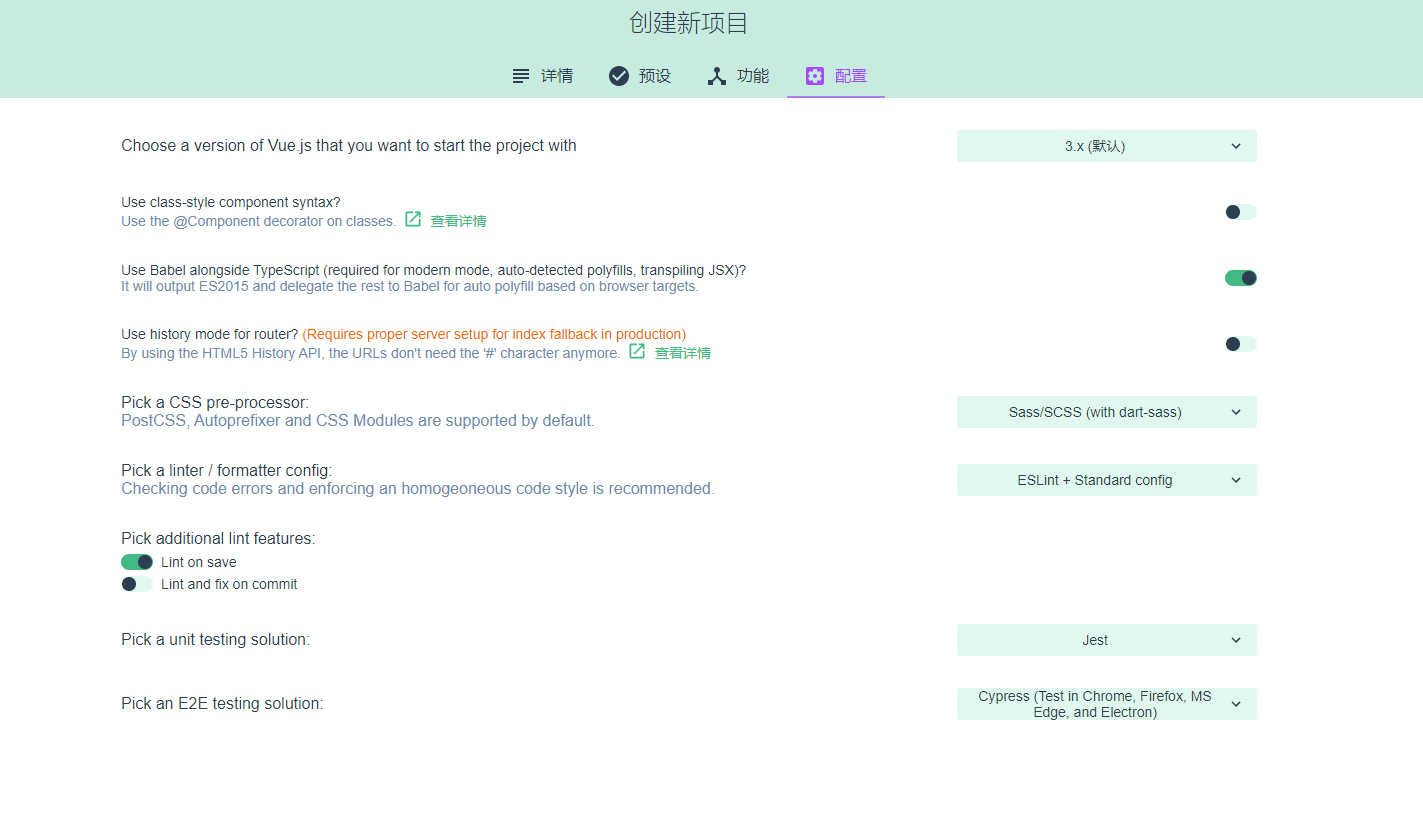 创建新项目
详情
预设
功能
配置
Choose a version of Vue.js that you want to start the project with
3.x (默认)
Use class-style component syntax?
Use the @Component decorator on classes. 查看详情
Use Babel alongside TypeScript (required for modern mode, auto-detected polyfills, transpiling JSX)?
It will output ES2015 and delegate the rest to Babel for auto polyfill based on browser targets.
Use history mode for router? (Requires proper server setup for index fallback in production)
By using the HTML5 History API, the URLs don't need the '#' character anymore. 查看详情
Pick a CSS pre-processor:
PostCSS, Autoprefixer and CSS Modules are supported by default.
Sass/SCSS (with dart-sass)
Pick a linter / formatter config:
Checking code errors and enforcing an homogeoneous code style is recommended.
ESLint + Standard config
Pick additional lint features:
Lint on save
Lint and fix on commit
Pick a unit testing solution:
Jest
Pick an E2E testing solution:
Cypress (Test in Chrome, Firefox, MS
Edge, and Electron)